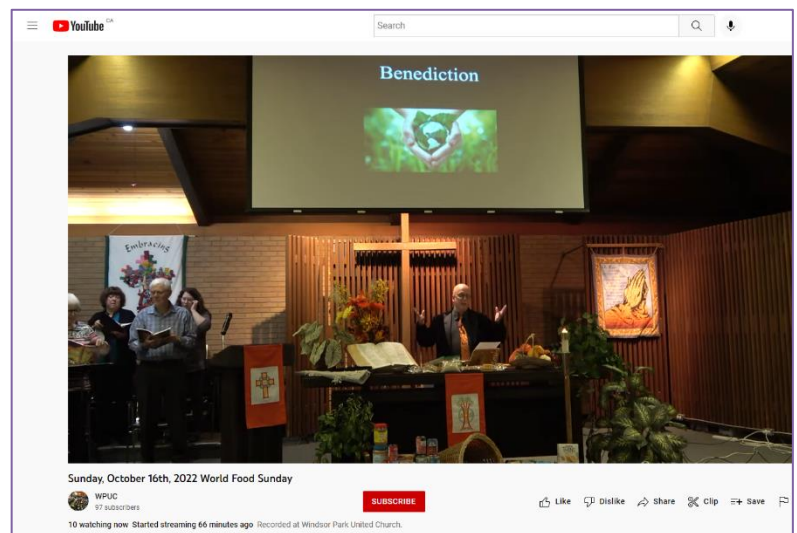 YouTube CA
Search
Benediction
Embracing
Sunday, October 16th, 2022 World Food Sunday
WPUC
97 subscribers
SUBSCRIBE
Like Dislike Share Clip Save
10 watching now Started streaming 66 minutes ago Recorded at Windsor Park United Church.